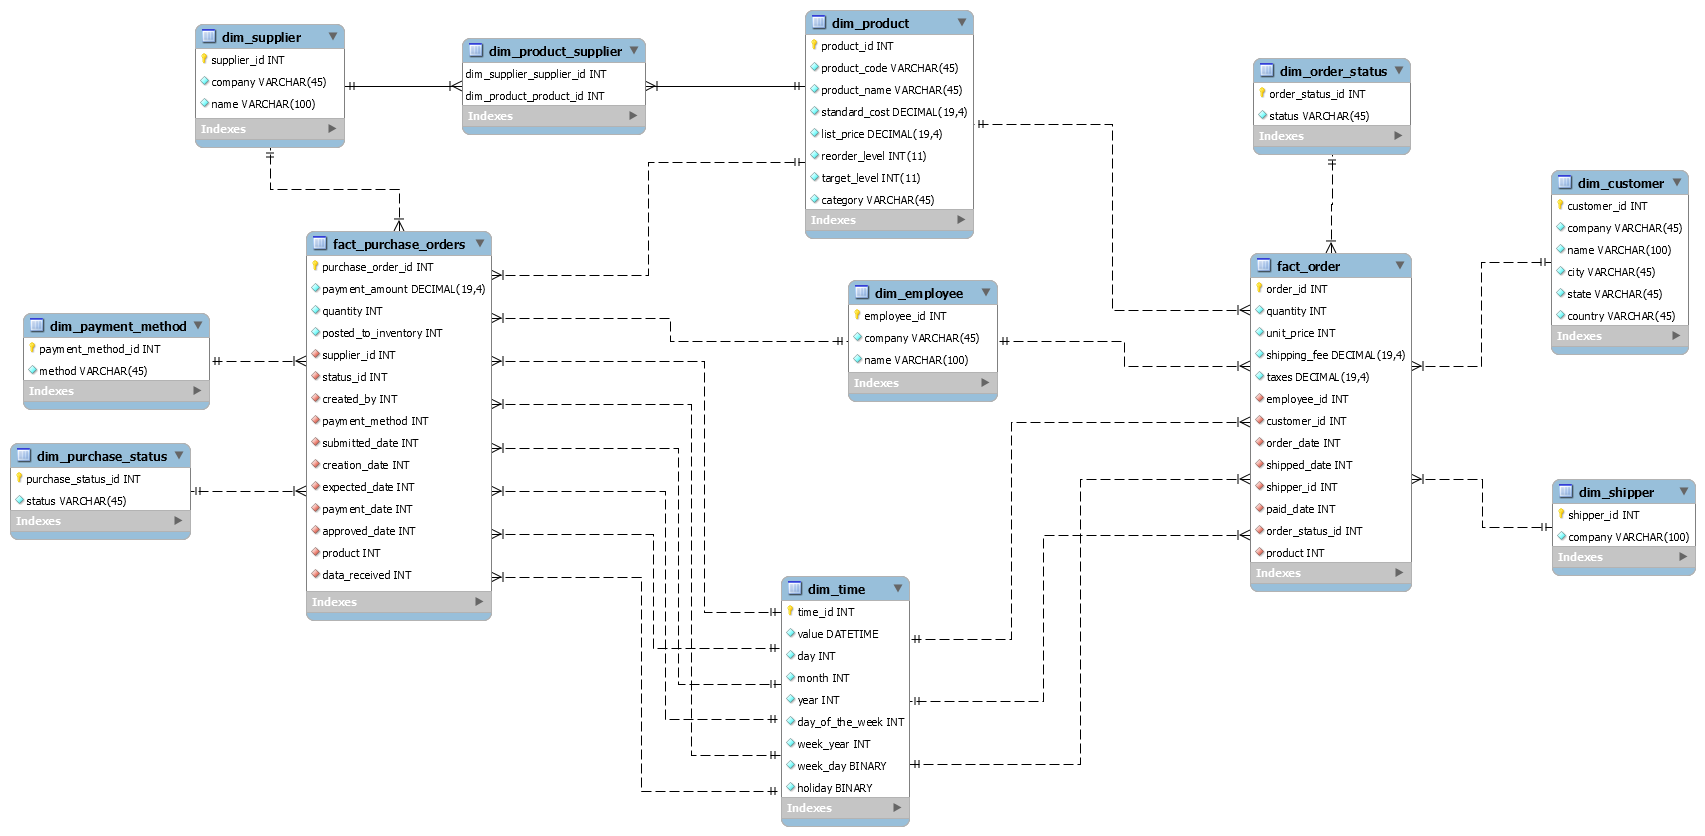 dim_supplier
supplier_id INT
company VARCHAR(45)
name VARCHAR(100)
Indexes
dim_product_supplier
dim_supplier_supplier_id INT
dim_product_product_id INT
Indexes
dim_product
product_id INT
product_code VARCHAR(45)
product_name VARCHAR(45)
standard_cost DECIMAL(19,4)
list_price DECIMAL(19,4)
reorder_level INT(11)
target_level INT(11)
category VARCHAR(45)
Indexes
dim_order_status
order_status_id INT
status VARCHAR(45)
Indexes
dim_customer
customer_id INT
company VARCHAR(45)
name VARCHAR(100)
city VARCHAR(45)
state VARCHAR(45)
country VARCHAR(45)
Indexes
fact_purchase_orders
purchase_order_id INT
payment_amount DECIMAL(19,4)
quantity INT
posted_to_inventory INT
supplier_id INT
status_id INT
created_by INT
payment_method INT
submitted_date INT
creation_date INT
expected_date INT
payment_date INT
approved_date INT
product INT
data_received INT
Indexes
dim_employee
employee_id INT
company VARCHAR(45)
name VARCHAR(100)
Indexes
fact_order
order_id INT
quantity INT
unit_price INT
shipping_fee DECIMAL(19,4)
taxes DECIMAL(19,4)
employee_id INT
customer_id INT
order_date INT
shipped_date INT
shipper_id INT
paid_date INT
order_status_id INT
product INT
Indexes
dim_payment_method
payment_method_id INT
method VARCHAR(45)
Indexes
dim_purchase_status
purchase_status_id INT
status VARCHAR(45)
Indexes
dim_shipper
shipper_id INT
company VARCHAR(100)
Indexes
dim_time
time_id INT
value DATETIME
day INT
month INT
year INT
day_of_the_week INT
week_year INT
week_day BINARY
holiday BINARY
Indexes